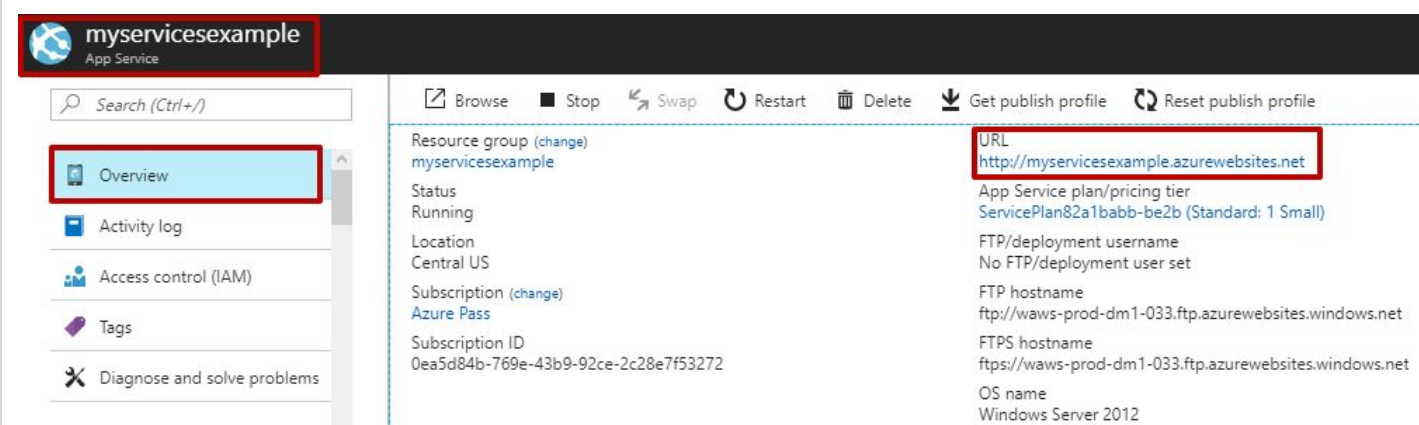 myservicesexample
App Service
Search (Ctrl+/)
Overview
Activity log
Access control (IAM)
Tags
Diagnose and solve problems
Browse Stop Swap Restart Delete Get publish profile Reset publish profile
Resource group (change)
myservicesexample
Status
Running
Location
Central US
Subscription (change)
Azure Pass
Subscription ID
0ea5d84b-769e-43b9-92ce-2c28e7f53272
URL
http://myservicesexample.azurewebsites.net
App Service plan/pricing tier
ServicePlan82a1babb-be2b (Standard: 1 Small)
FTP/deployment username
No FTP/deployment user set
FTP hostname
ftp://waws-prod-dm1-033.ftp.azurewebsites.windows.net
FTPS hostname
ftps://waws-prod-dm1-033.ftp.azurewebsites.windows.net
OS name
Windows Server 2012